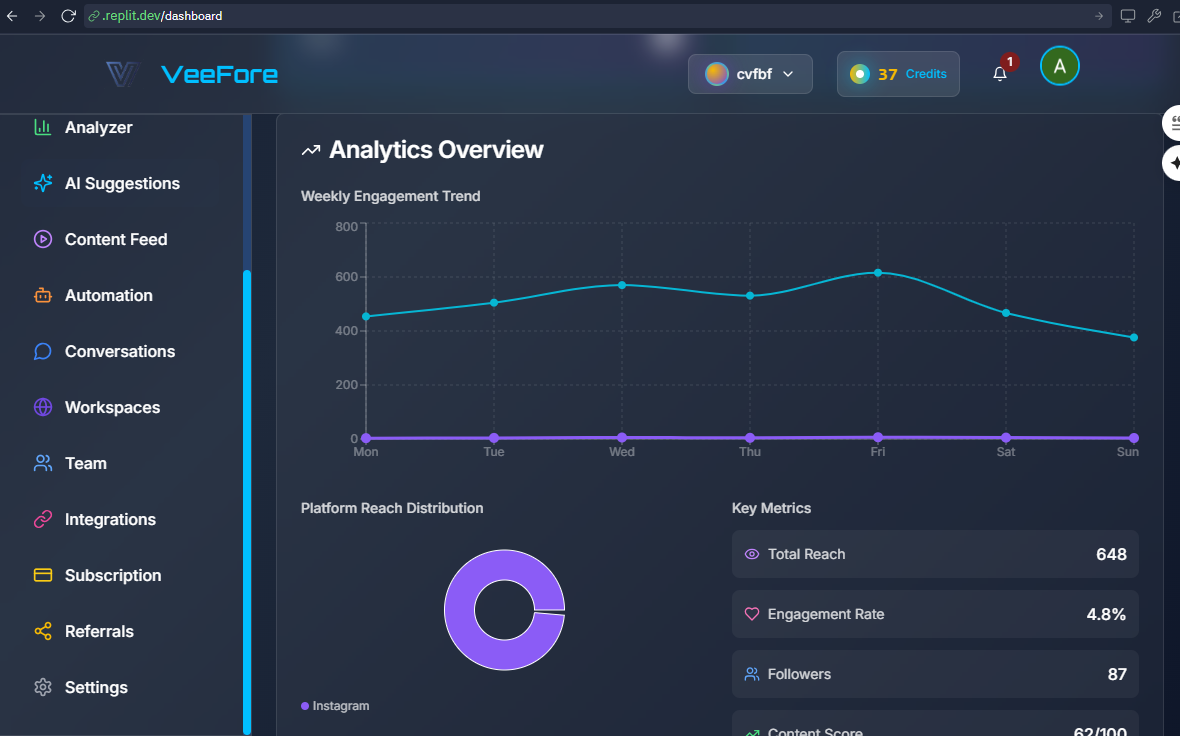 .replit.dev/dashboard
VeeFore
cvfbf
37 Credits
1
A
Analyzer
AI Suggestions
Content Feed
Automation
Conversations
Workspaces
Team
Integrations
Subscription
Referrals
Settings
Analytics Overview
Weekly Engagement Trend
800
600
400
200
0
Mon Tue Wed Thu Fri Sat Sun
Platform Reach Distribution
Instagram
Key Metrics
Total Reach 648
Engagement Rate 4.8%
Followers 87
Content Score 62/100